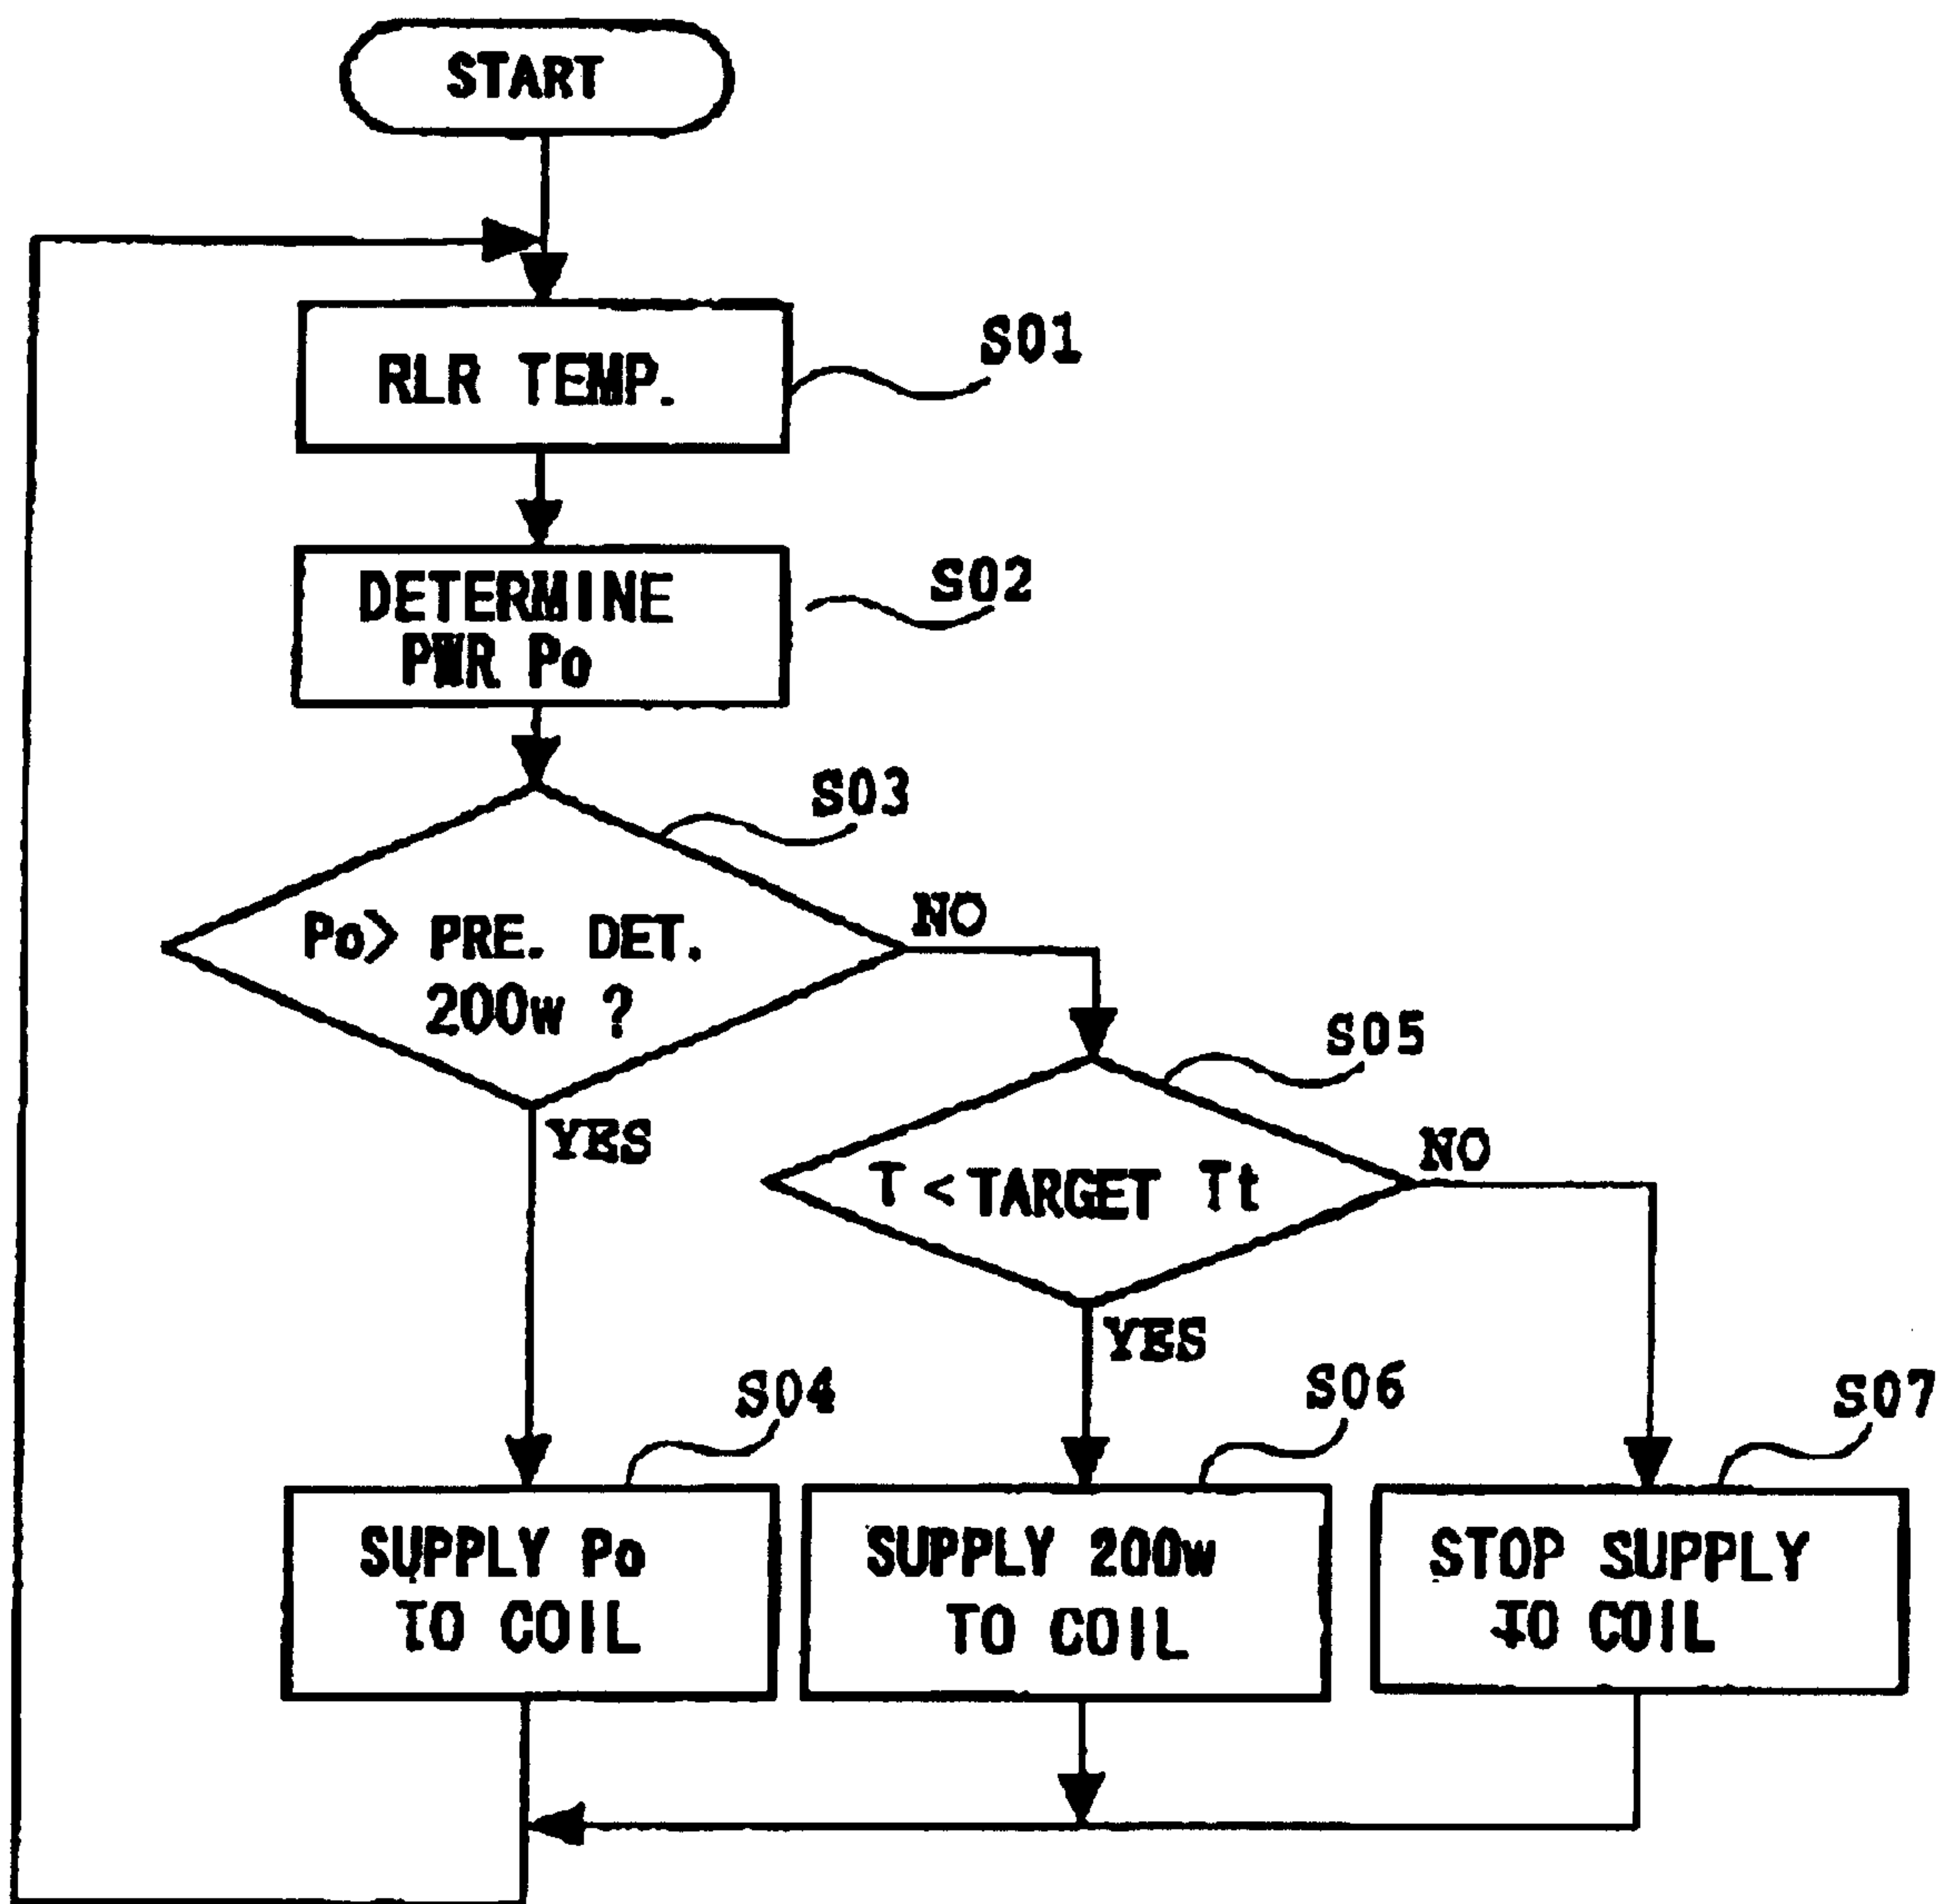 START
RLR TEMP.
S01
DETERMINE
PWR Po
S02
S03
Po> PRE. DET.
200w ?
NO
YES
S05
T < TARGET Tt
NO
YES
S04
SUPPLY Po
TO COIL
S06
SUPPLY 200w
TO COIL
S07
STOP SUPPLY
TO COIL